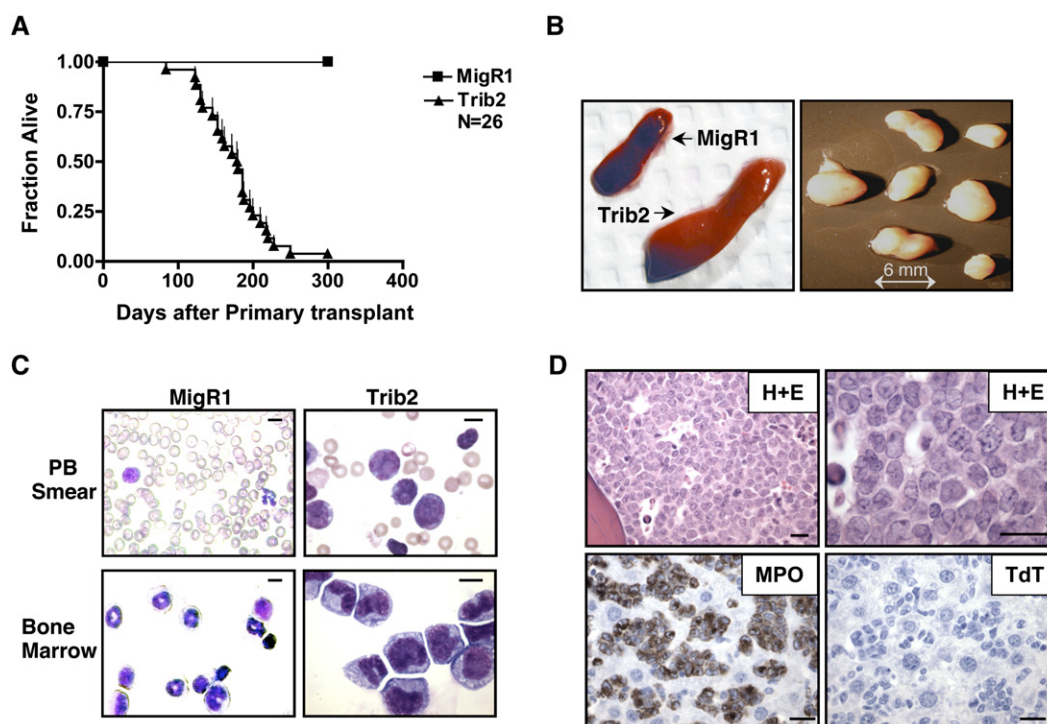 A
1.00
0.75
0.50
0.25
0.00
0
100
200
300
400
Fraction Alive
Days after Primary transplant
MigR1
Trib2
N=26
B
MigR1
Trib2
6 mm
C
MigR1
Trib2
PB
Smear
Bone
Marrow
D
H+E
H+E
MPO
TdT